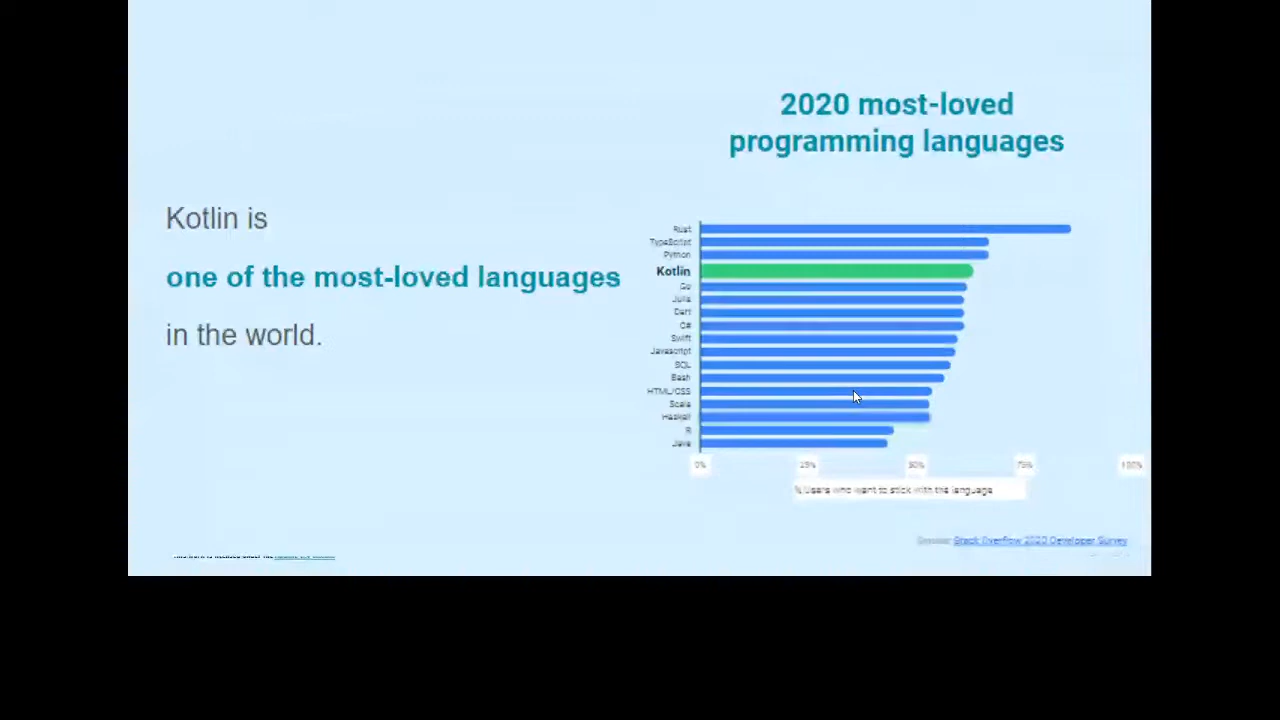 2020 most-loved
programming languages
Kotlin is
one of the most-loved languages
in the world.
Rust
TypeScript
Python
Kotlin
Go
Julia
Dart
C#
Swift
Javascript
SQL
Bash
HTML/CSS
Scala
Haskell
R
Java
0% 25% 50% 75% 100%
% Users who want to stick with the language
Source: Stack Overflow 2020 Developer Survey